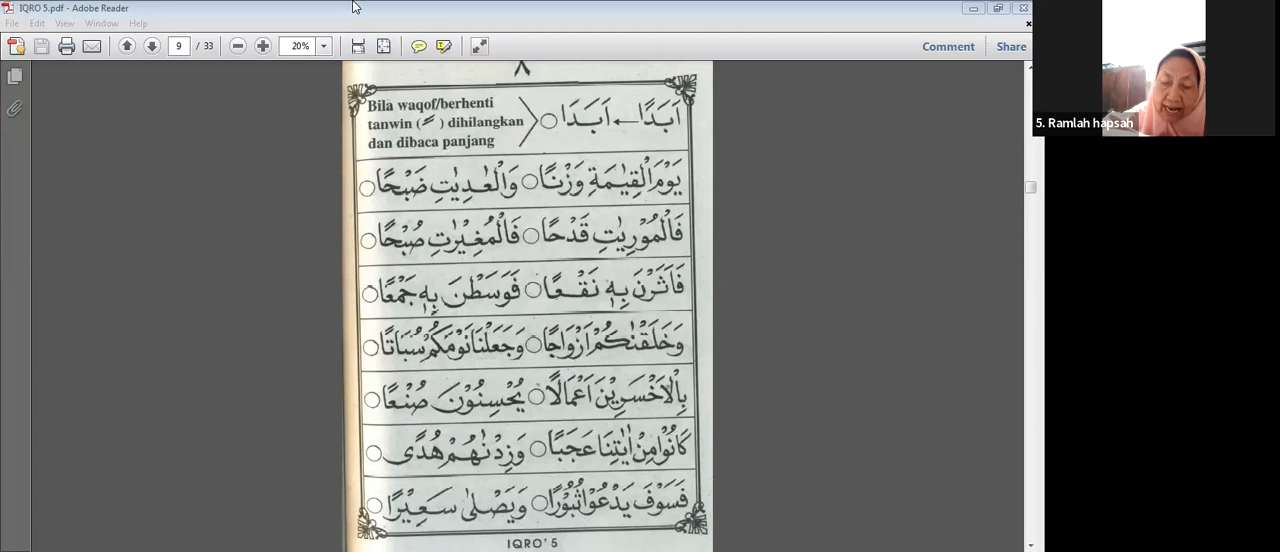 IQRO 5.pdf - Adobe Reader
File Edit View Window Help
9 / 33 20% Comment Share
5. Ramlah hapsah
٨
Bila waqof/berhenti
tanwin ( ـً ) dihilangkan
dan dibaca panjang
اَبَدًا ← اَبَدَا ○
يَوْمَ الْقِيٰمَةِ وَزْنًا ○ وَالْعٰدِيٰتِ ضَبْحًا ○
فَالْمُوْرِيٰتِ قَدْحًا ○ فَالْمُغِيْرٰتِ صُبْحًا ○
فَاَثَرْنَ بِهٖ نَقْعًا ○ فَوَسَطْنَ بِهٖ جَمْعًا ○
وَخَلَقْنٰكُمْ اَزْوَاجًا ○ وَجَعَلْنَا نَوْمَكُمْ سُبَاتًا ○
بِالْاَخْسَرِيْنَ اَعْمَالًا ○ يُحْسِنُوْنَ صُنْعًا ○
كَانُوْا مِنْ اٰيٰتِنَا عَجَبًا ○ وَزِدْنٰهُمْ هُدًى ○
فَسَوْفَ يَدْعُوْا ثُبُوْرًا ○ وَيَصْلٰى سَعِيْرًا ○
IQRO' 5